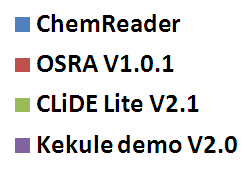 ChemReader
OSRA V1.0.1
CLiDE Lite V2.1
Kekule demo V2.0